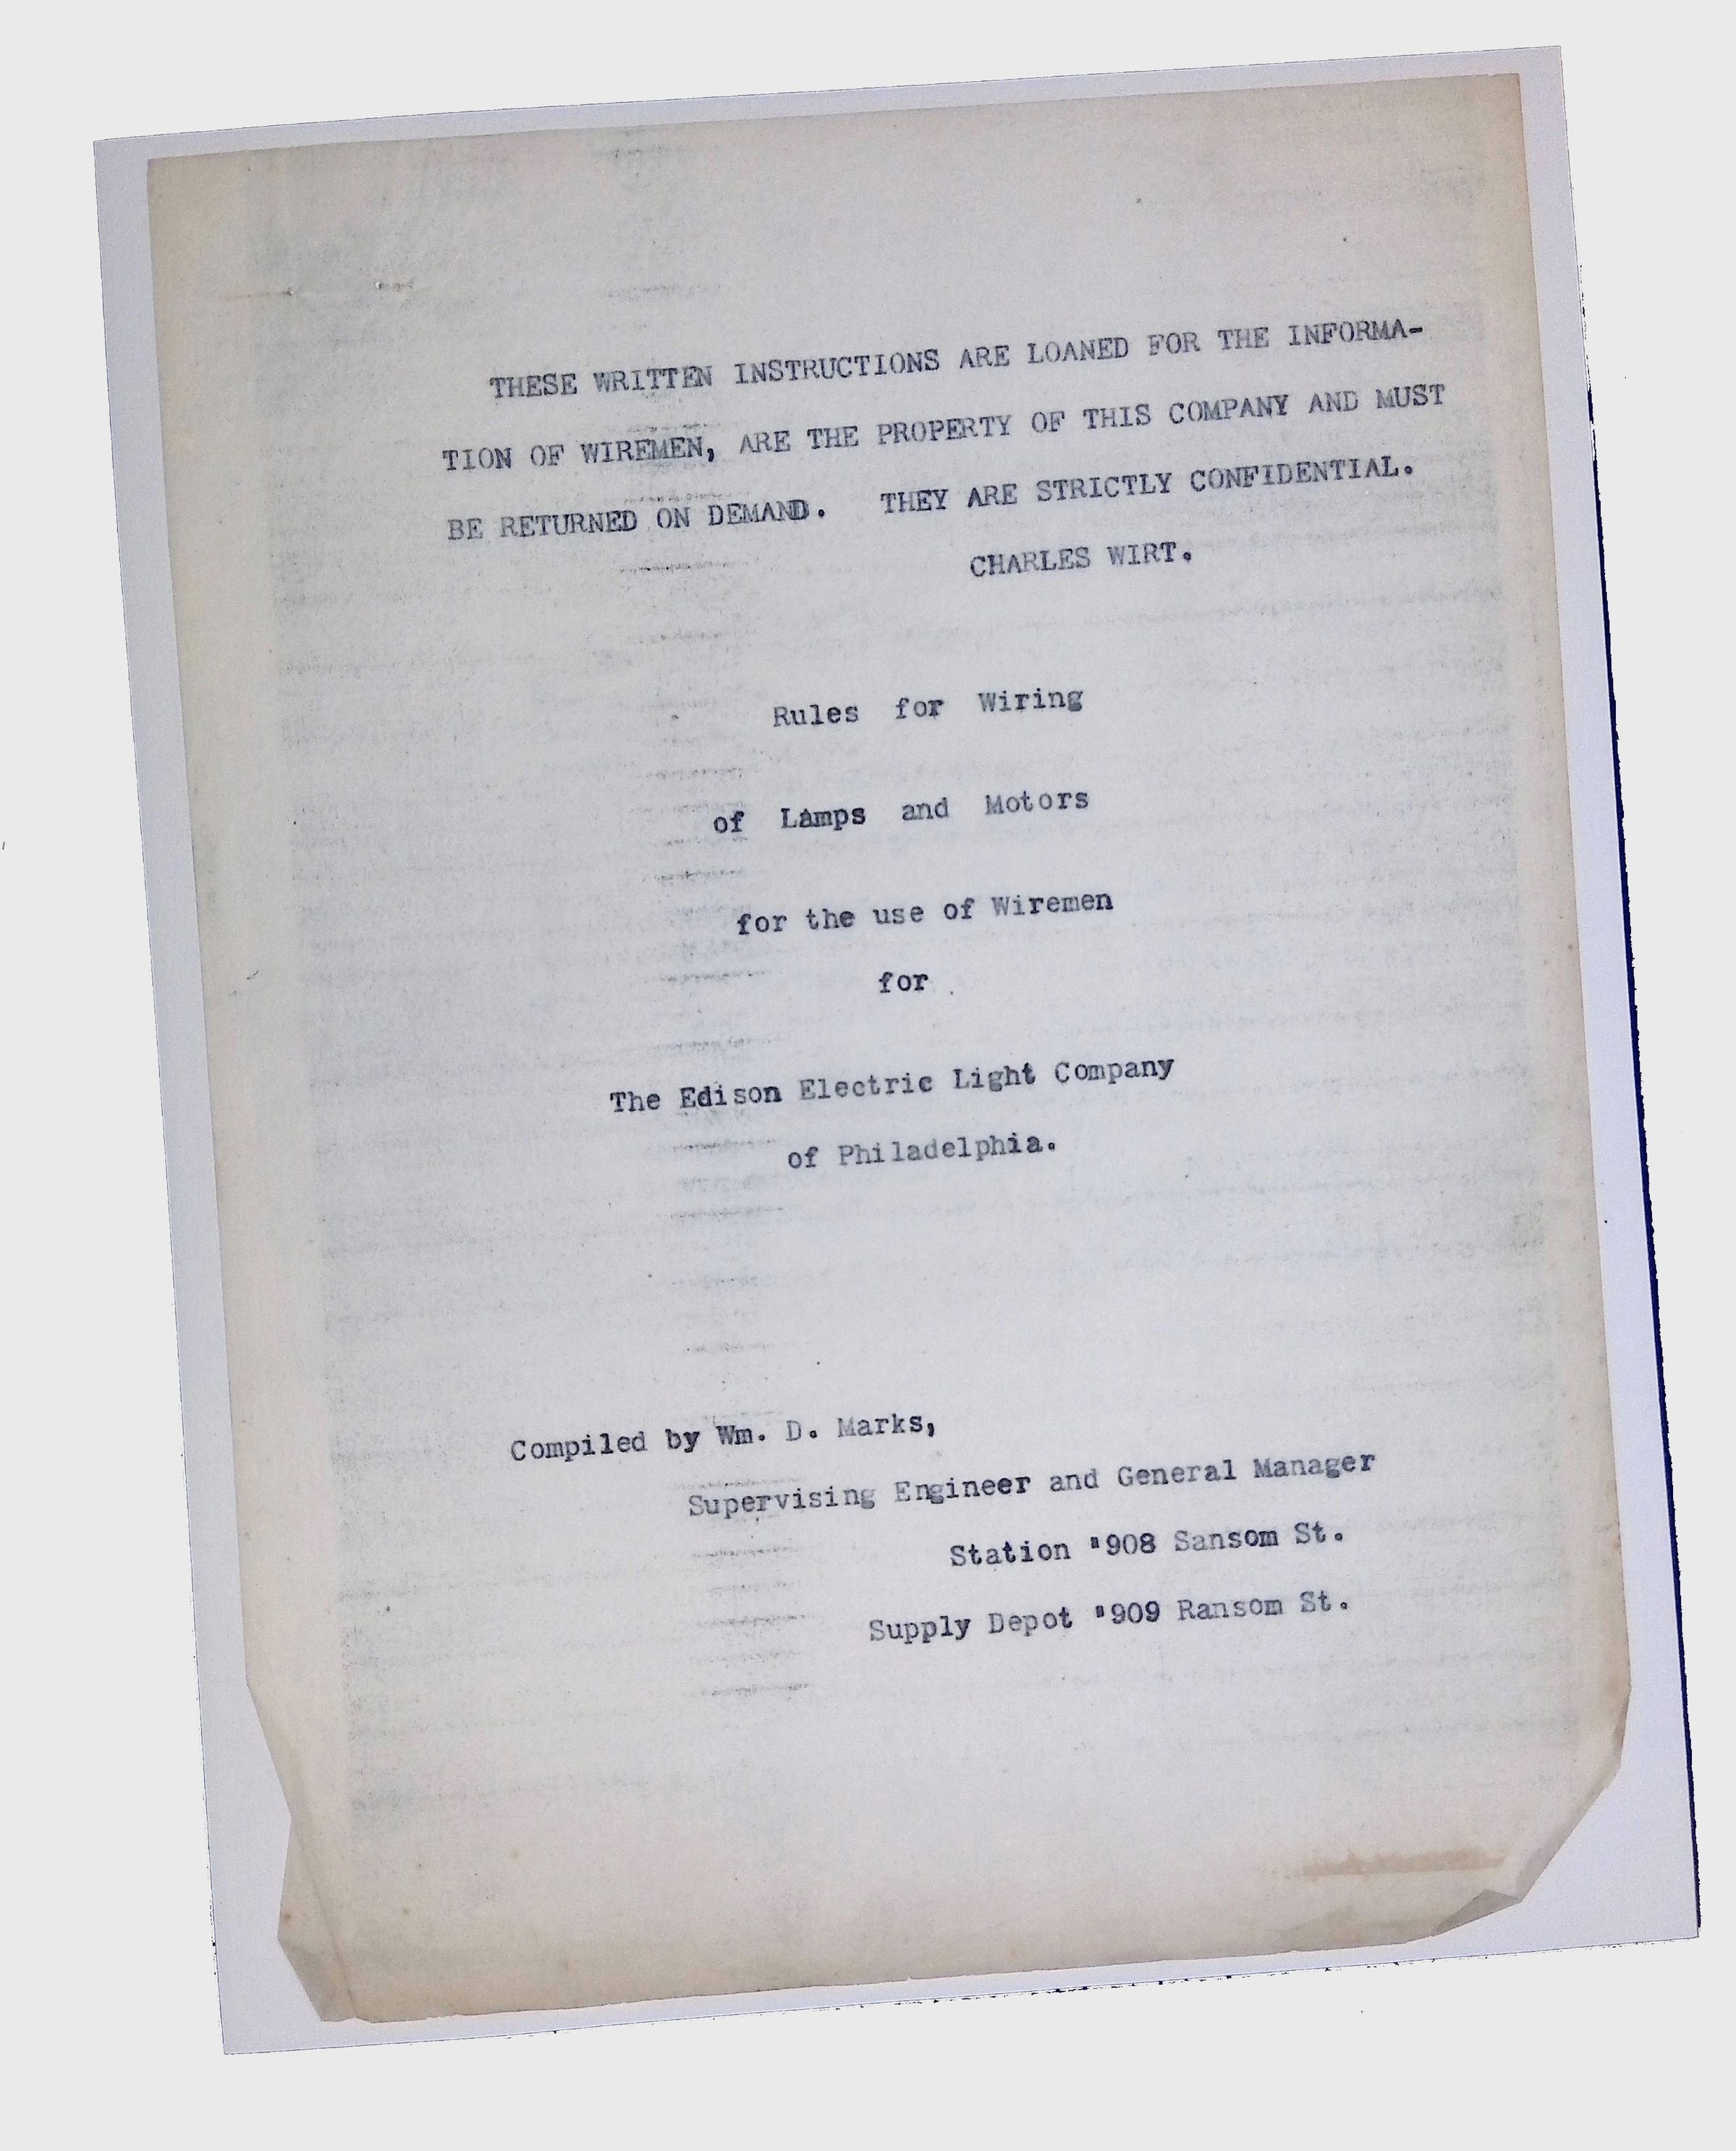 THESE WRITTEN INSTRUCTIONS ARE LOANED FOR THE INFORMA-
TION OF WIREMEN, ARE THE PROPERTY OF THIS COMPANY AND MUST
BE RETURNED ON DEMAND. THEY ARE STRICTLY CONFIDENTIAL.
CHARLES WIRT.
Rules for Wiring
of Lamps and Motors
for the use of Wiremen
for
The Edison Electric Light Company
of Philadelphia.
Compiled by Wm. D. Marks,
Supervising Engineer and General Manager
Station "908 Sansom St.
Supply Depot "909 Ransom St.